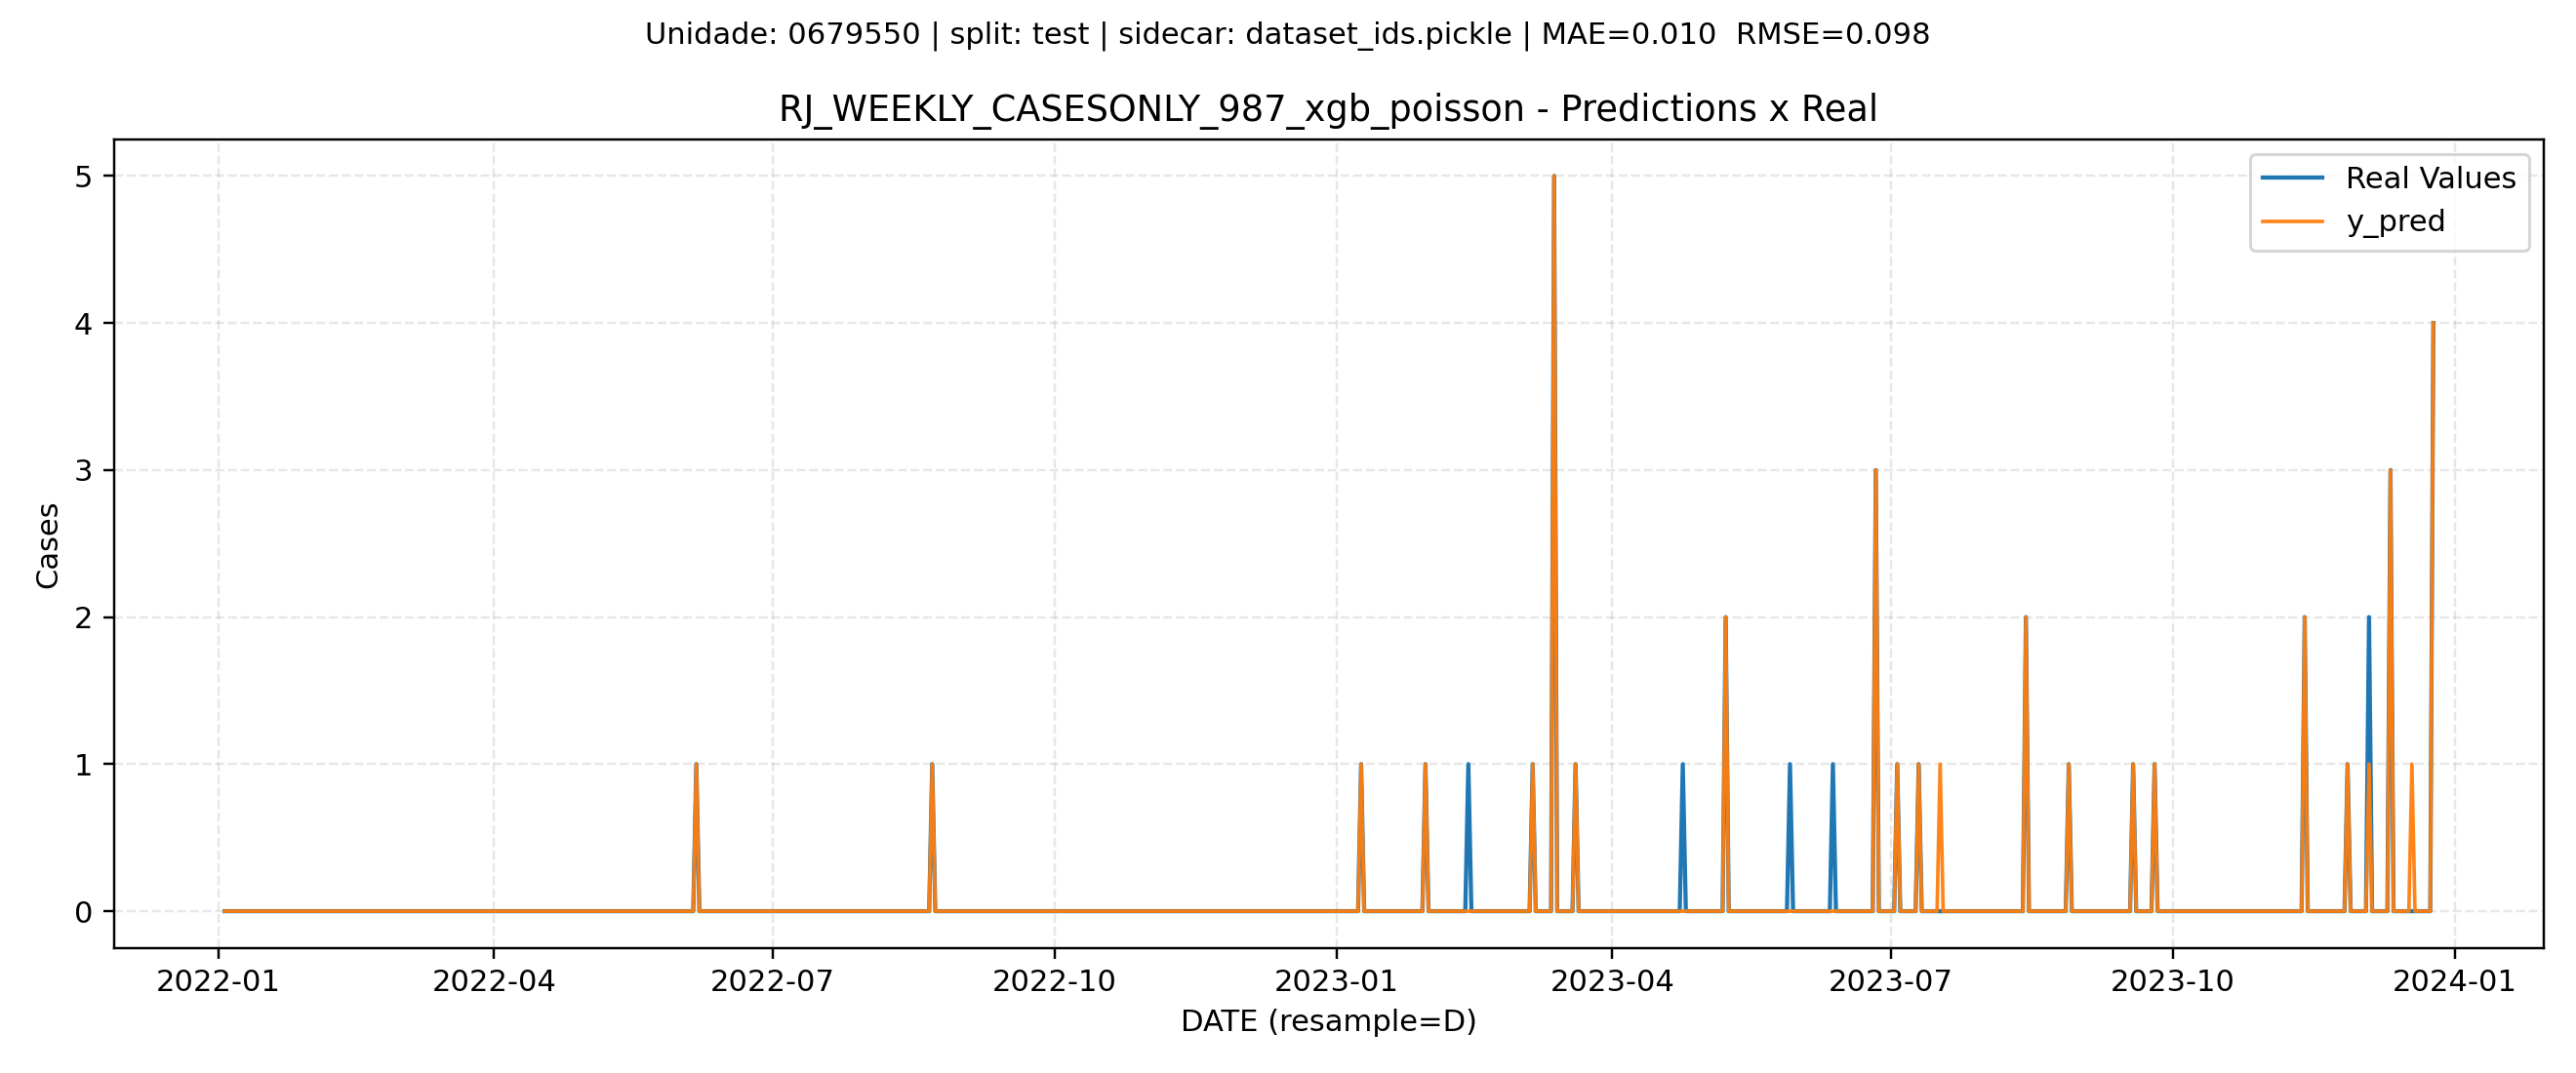 Unidade: 0679550 | split: test | sidecar: dataset_ids.pickle | MAE=0.010  RMSE=0.098
RJ_WEEKLY_CASESONLY_987_xgb_poisson - Predictions x Real
Real Values
y_pred
5
4
3
2
1
0
Cases
2022-01
2022-04
2022-07
2022-10
2023-01
2023-04
2023-07
2023-10
2024-01
DATE (resample=D)